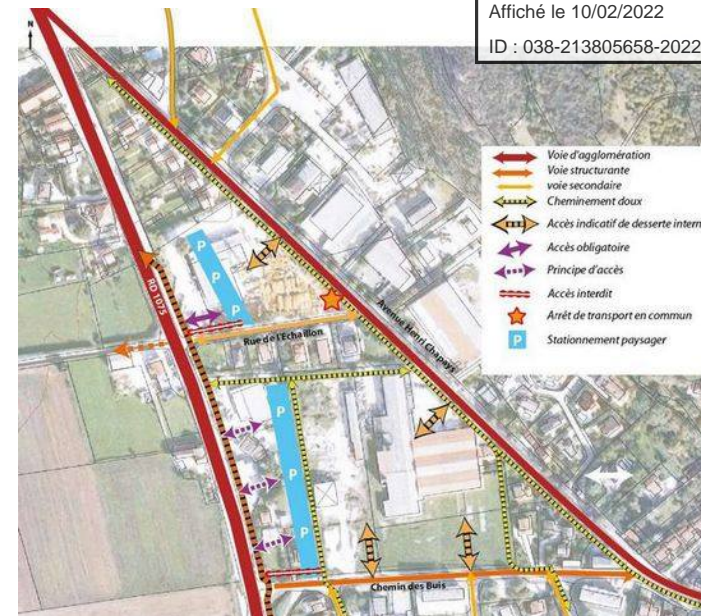 Affiché le 10/02/2022
ID : 038-213805658-2022
N
Voie d'agglomération
Voie structurante
voie secondaire
Cheminement doux
Accès indicatif de desserte intern
Accès obligatoire
Principe d'accès
Accès interdit
Arrêt de transport en commun
P Stationnement paysager
P
P
P
RD 1075
Rue de l'Echaillon
Avenue Henri Chapays
P
P
P
Chemin des Buis